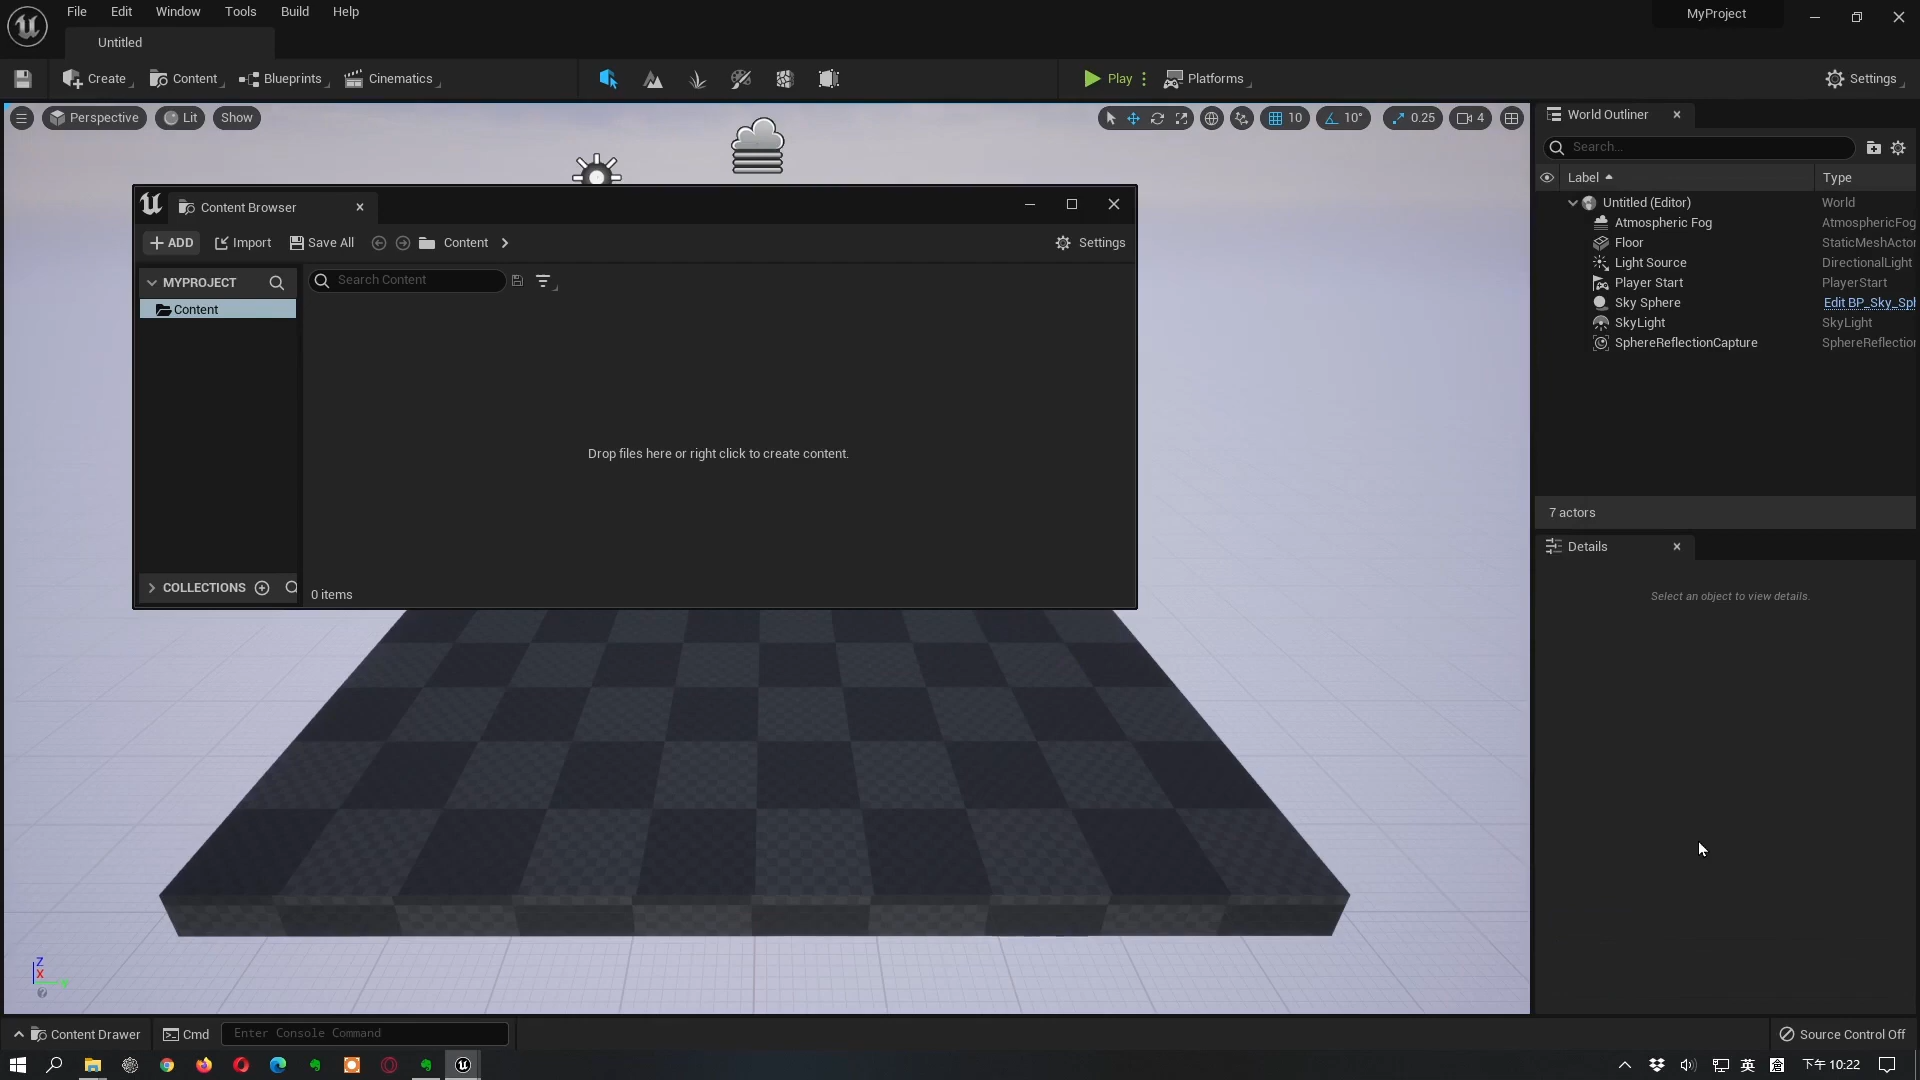 File Edit Window Tools Build Help
MyProject
Untitled
Create Content Blueprints Cinematics Play Platforms Settings
Perspective Lit Show 10 10° 0.25 4
World Outliner
Search...
Label Type
Untitled (Editor) World
Atmospheric Fog AtmosphericFog
Floor StaticMeshActor
Light Source DirectionalLight
Player Start PlayerStart
Sky Sphere Edit BP_Sky_Sph
SkyLight SkyLight
SphereReflectionCapture SphereReflection
7 actors
Details
Select an object to view details.
Content Browser
ADD Import Save All Content Settings
MYPROJECT
Search Content
Content
Drop files here or right click to create content.
COLLECTIONS
0 items
Z
X
Content Drawer Cmd Enter Console Command Source Control Off
英 下午 10:22